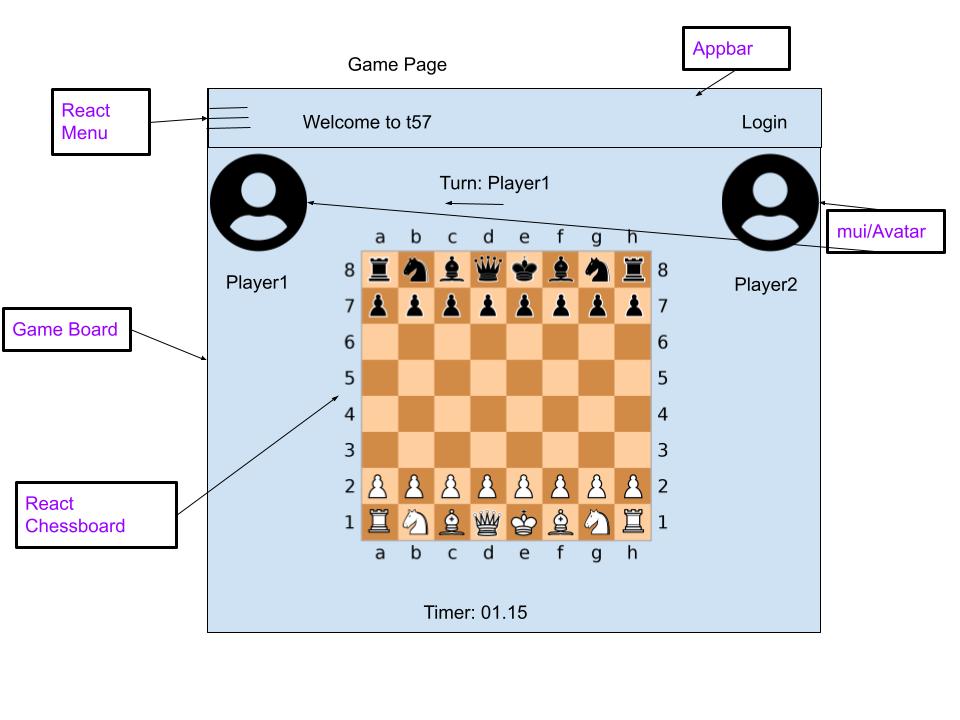 Game Page
Appbar
React
Menu
Welcome to t57
Login
Turn: Player1
mui/Avatar
Player1
Player2
a b c d e f g h
8 8
7 7
Game Board
6 6
5 5
4 4
3 3
2 2
React
Chessboard
1 1
a b c d e f g h
Timer: 01.15